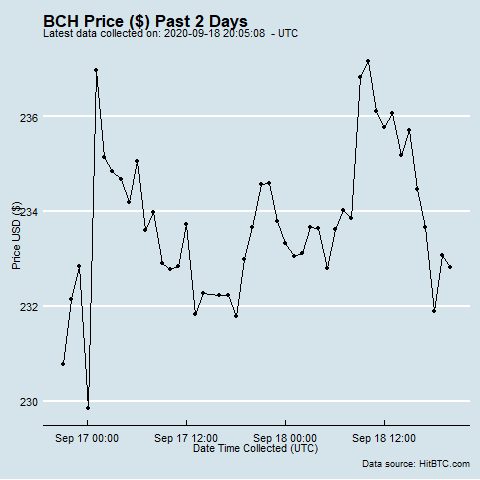 BCH Price ($) Past 2 Days
Latest data collected on: 2020-09-18 20:05:08 - UTC
Price USD ($)
236
234
232
230
Sep 17 00:00 Sep 17 12:00 Sep 18 00:00 Sep 18 12:00
Date Time Collected (UTC)
Data source: HitBTC.com